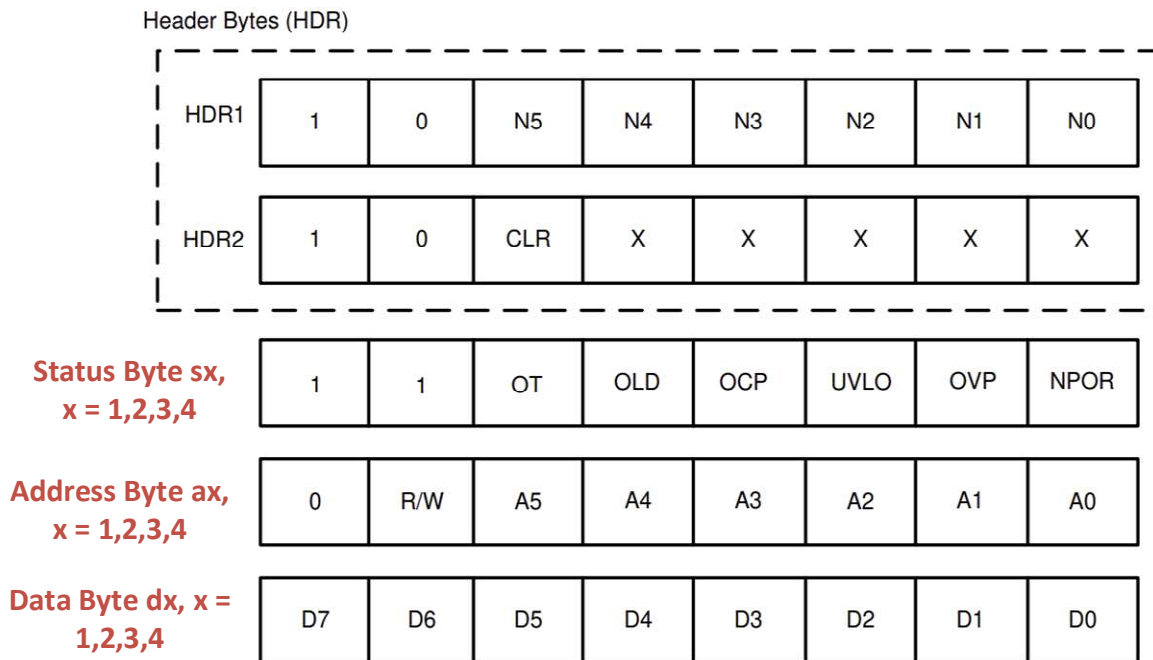 Header Bytes (HDR)
HDR1 1 0 N5 N4 N3 N2 N1 N0
HDR2 1 0 CLR X X X X X
Status Byte sx,
x = 1,2,3,4
1 1 OT OLD OCP UVLO OVP NPOR
Address Byte ax,
x = 1,2,3,4
0 R/W A5 A4 A3 A2 A1 A0
Data Byte dx, x =
1,2,3,4
D7 D6 D5 D4 D3 D2 D1 D0